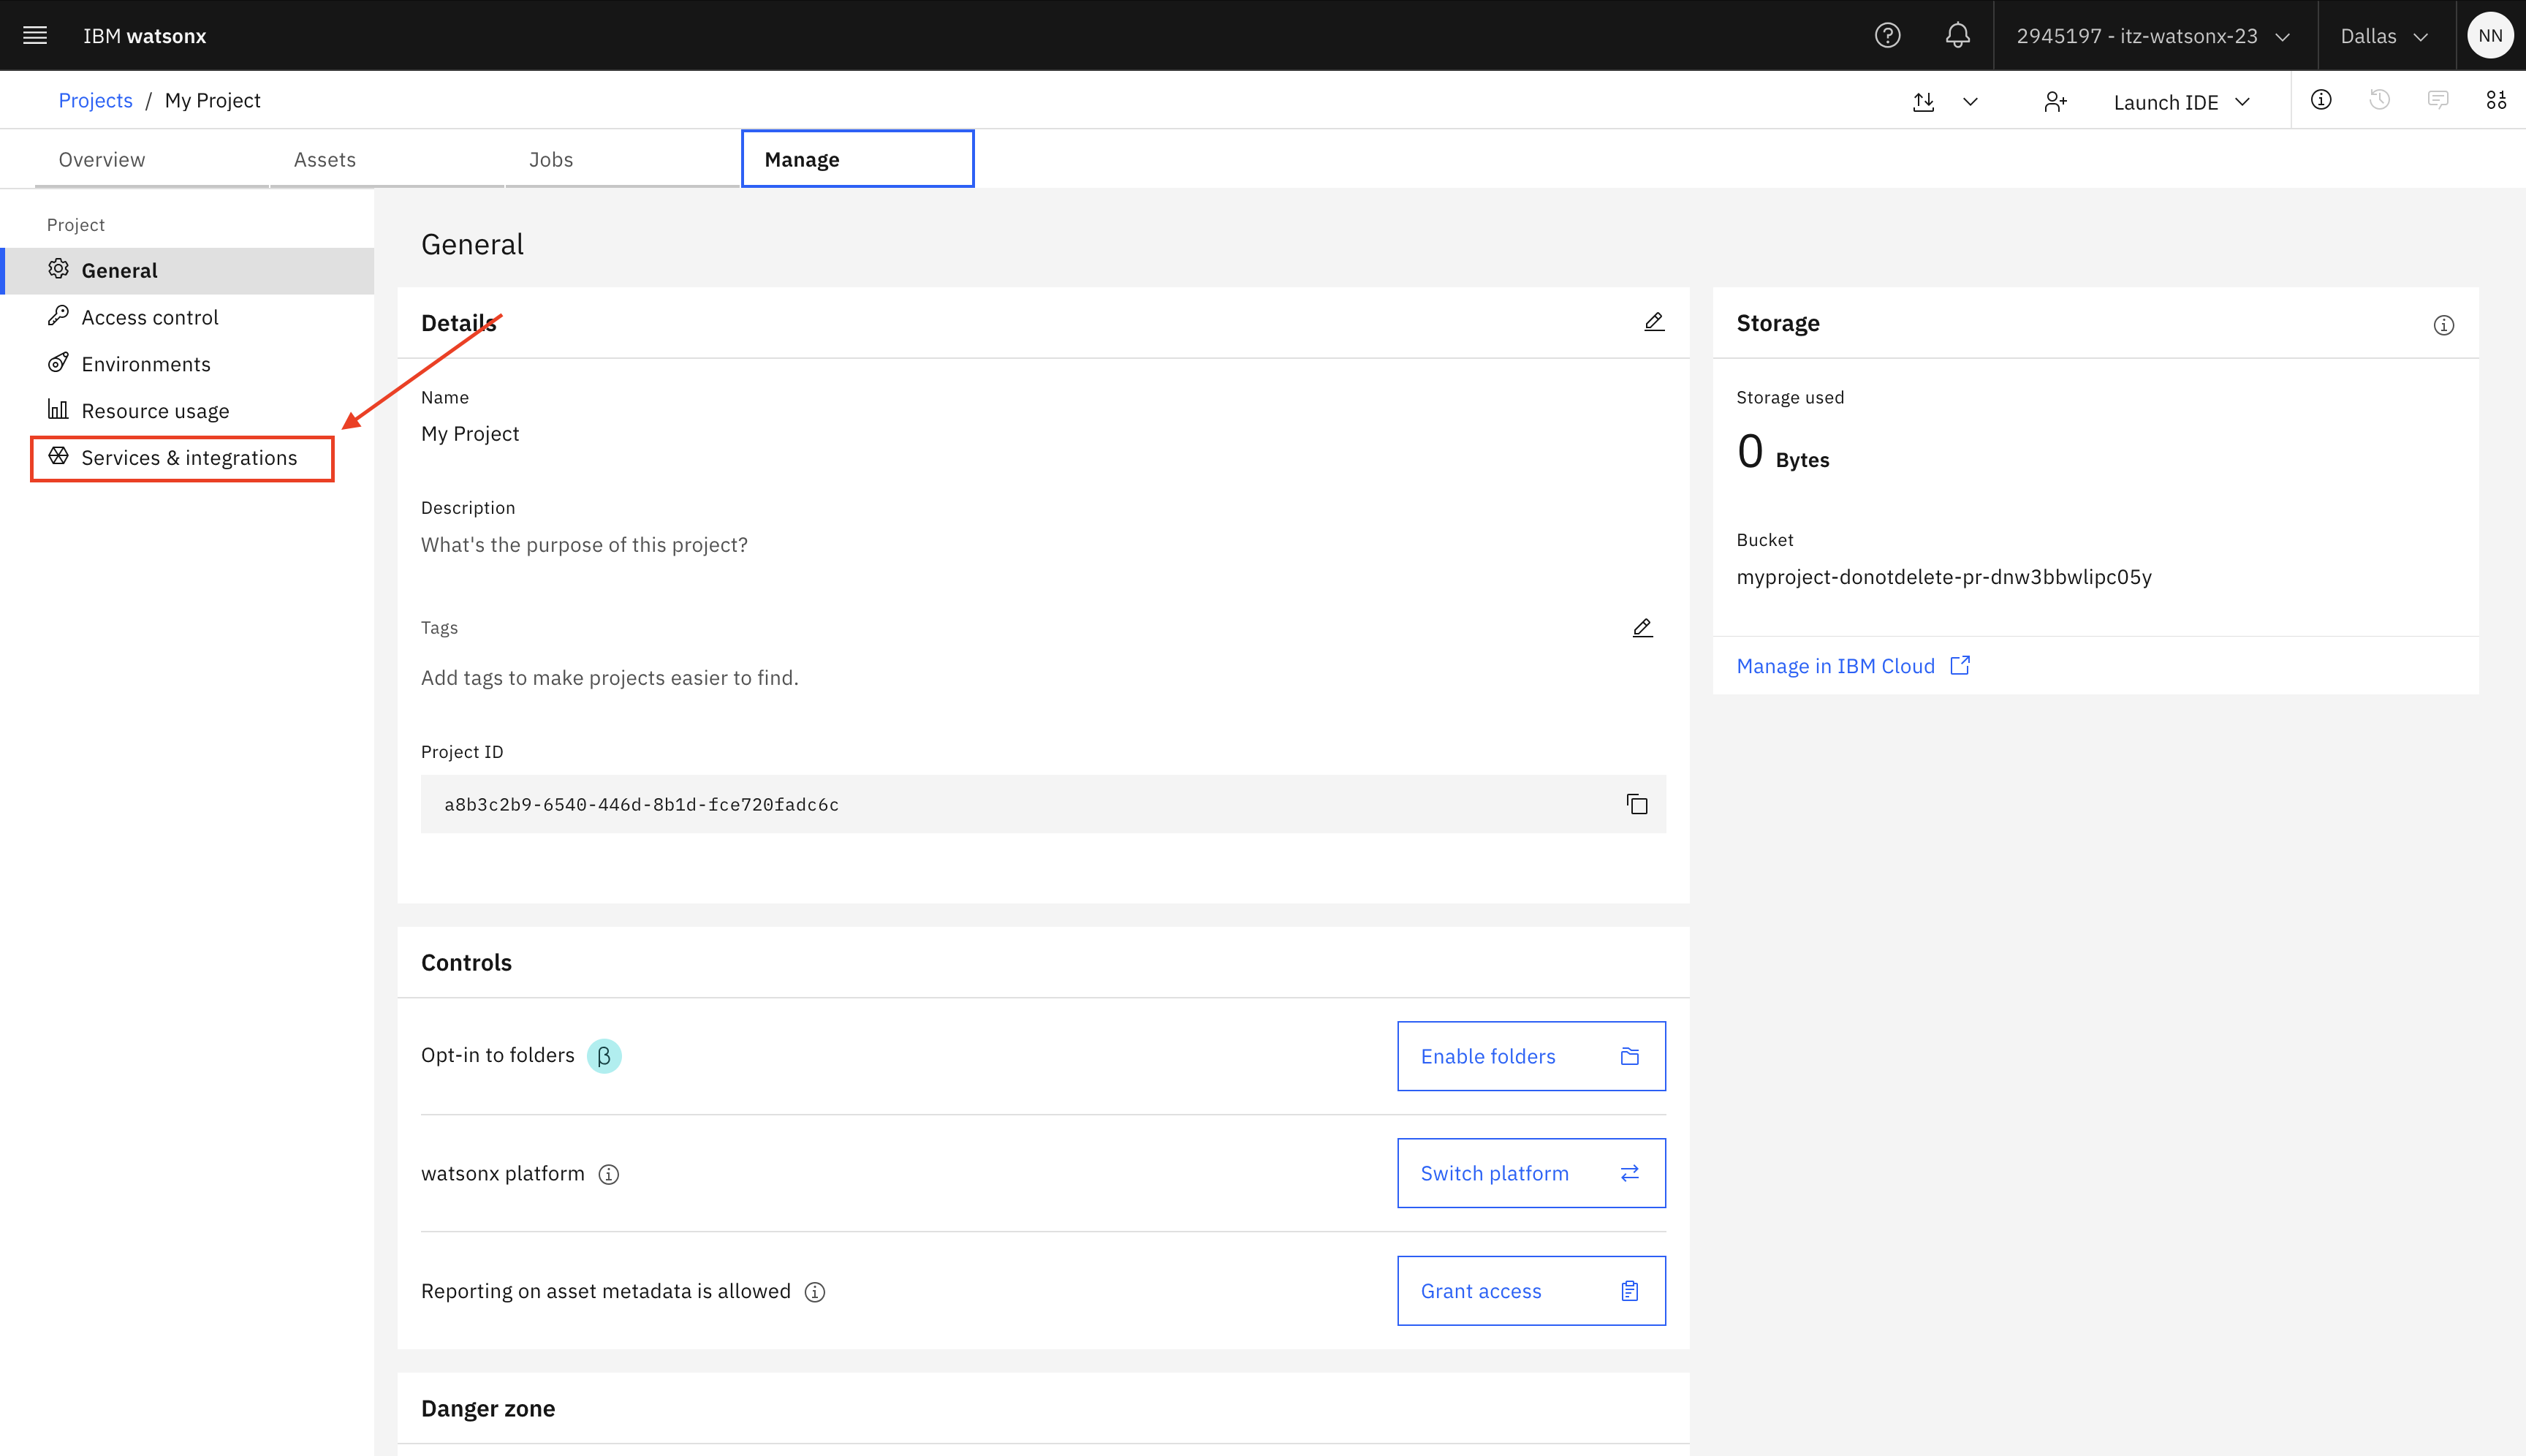 IBM watsonx
2945197 - itz-watsonx-23
Dallas
NN
Projects / My Project
Launch IDE
Overview
Assets
Jobs
Manage
Project
General
Access control
Environments
Resource usage
Services & integrations
General
Details
Name
My Project
Description
What's the purpose of this project?
Tags
Add tags to make projects easier to find.
Project ID
a8b3c2b9-6540-446d-8b1d-fce720fadc6c
Storage
Storage used
0 Bytes
Bucket
myproject-donotdelete-pr-dnw3bbwlipc05y
Manage in IBM Cloud
Controls
Opt-in to folders β
Enable folders
watsonx platform
Switch platform
Reporting on asset metadata is allowed
Grant access
Danger zone